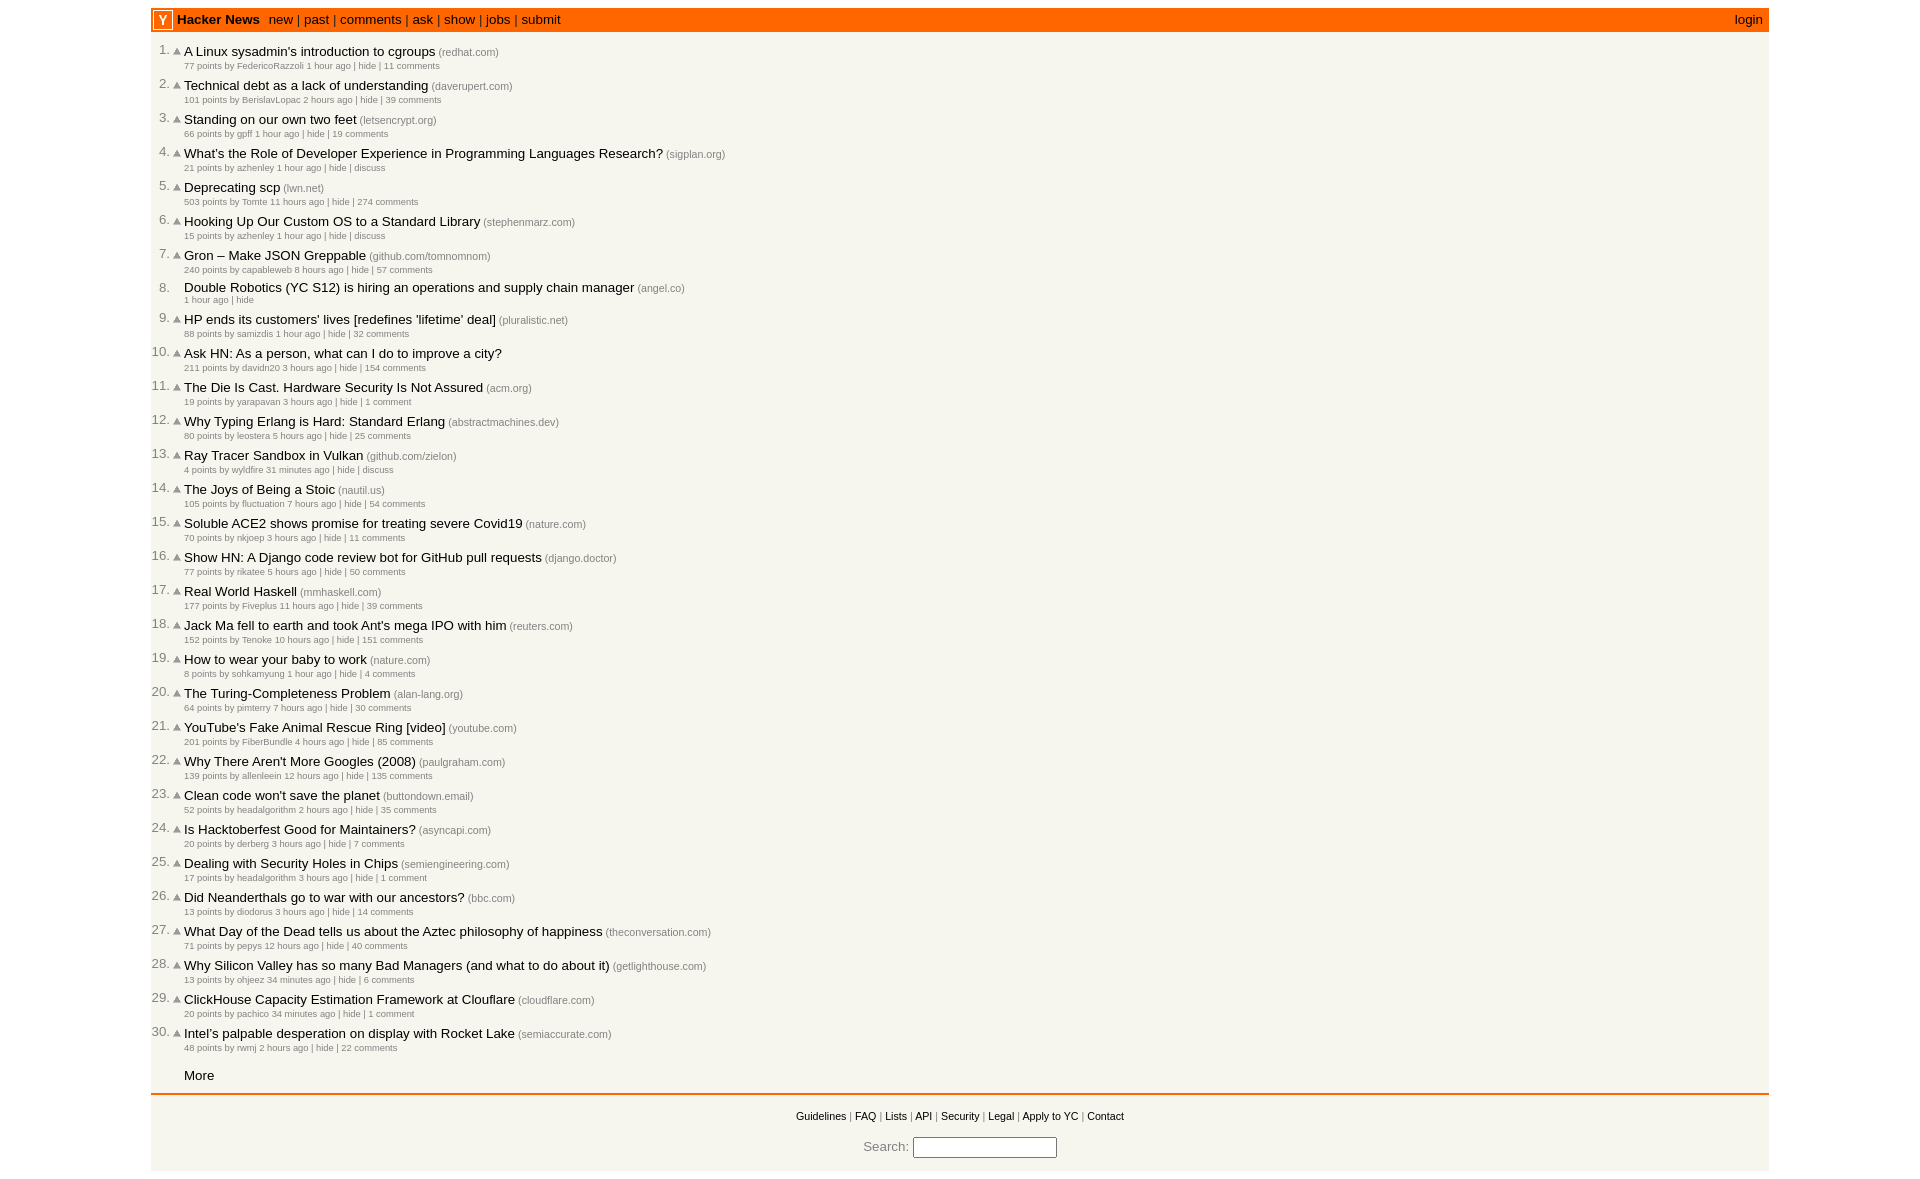 Y Hacker News new | past | comments | ask | show | jobs | submit login
1. A Linux sysadmin's introduction to cgroups (redhat.com)
77 points by FedericoRazzoli 1 hour ago | hide | 11 comments
2. Technical debt as a lack of understanding (daverupert.com)
101 points by BerislavLopac 2 hours ago | hide | 39 comments
3. Standing on our own two feet (letsencrypt.org)
66 points by gpff 1 hour ago | hide | 19 comments
4. What's the Role of Developer Experience in Programming Languages Research? (sigplan.org)
21 points by azhenley 1 hour ago | hide | discuss
5. Deprecating scp (lwn.net)
503 points by Tomte 11 hours ago | hide | 274 comments
6. Hooking Up Our Custom OS to a Standard Library (stephenmarz.com)
15 points by azhenley 1 hour ago | hide | discuss
7. Gron – Make JSON Greppable (github.com/tomnomnom)
240 points by capableweb 8 hours ago | hide | 57 comments
8. Double Robotics (YC S12) is hiring an operations and supply chain manager (angel.co)
1 hour ago | hide
9. HP ends its customers' lives [redefines 'lifetime' deal] (pluralistic.net)
88 points by samizdis 1 hour ago | hide | 32 comments
10. Ask HN: As a person, what can I do to improve a city?
211 points by davidn20 3 hours ago | hide | 154 comments
11. The Die Is Cast. Hardware Security Is Not Assured (acm.org)
19 points by yarapavan 3 hours ago | hide | 1 comment
12. Why Typing Erlang is Hard: Standard Erlang (abstractmachines.dev)
80 points by leostera 5 hours ago | hide | 25 comments
13. Ray Tracer Sandbox in Vulkan (github.com/zielon)
4 points by wyldfire 31 minutes ago | hide | discuss
14. The Joys of Being a Stoic (nautil.us)
105 points by fluctuation 7 hours ago | hide | 54 comments
15. Soluble ACE2 shows promise for treating severe Covid19 (nature.com)
70 points by nkjoep 3 hours ago | hide | 11 comments
16. Show HN: A Django code review bot for GitHub pull requests (django.doctor)
77 points by rikatee 5 hours ago | hide | 50 comments
17. Real World Haskell (mmhaskell.com)
177 points by Fiveplus 11 hours ago | hide | 39 comments
18. Jack Ma fell to earth and took Ant's mega IPO with him (reuters.com)
152 points by Tenoke 10 hours ago | hide | 151 comments
19. How to wear your baby to work (nature.com)
8 points by sohkamyung 1 hour ago | hide | 4 comments
20. The Turing-Completeness Problem (alan-lang.org)
64 points by pimterry 7 hours ago | hide | 30 comments
21. YouTube's Fake Animal Rescue Ring [video] (youtube.com)
201 points by FiberBundle 4 hours ago | hide | 85 comments
22. Why There Aren't More Googles (2008) (paulgraham.com)
139 points by allenleein 12 hours ago | hide | 135 comments
23. Clean code won't save the planet (buttondown.email)
52 points by headalgorithm 2 hours ago | hide | 35 comments
24. Is Hacktoberfest Good for Maintainers? (asyncapi.com)
20 points by derberg 3 hours ago | hide | 7 comments
25. Dealing with Security Holes in Chips (semiengineering.com)
17 points by headalgorithm 3 hours ago | hide | 1 comment
26. Did Neanderthals go to war with our ancestors? (bbc.com)
13 points by diodorus 3 hours ago | hide | 14 comments
27. What Day of the Dead tells us about the Aztec philosophy of happiness (theconversation.com)
71 points by pepys 12 hours ago | hide | 40 comments
28. Why Silicon Valley has so many Bad Managers (and what to do about it) (getlighthouse.com)
13 points by ohjeez 34 minutes ago | hide | 6 comments
29. ClickHouse Capacity Estimation Framework at Clouflare (cloudflare.com)
20 points by pachico 34 minutes ago | hide | 1 comment
30. Intel's palpable desperation on display with Rocket Lake (semiaccurate.com)
48 points by rwmj 2 hours ago | hide | 22 comments
More
Guidelines | FAQ | Lists | API | Security | Legal | Apply to YC | Contact
Search: